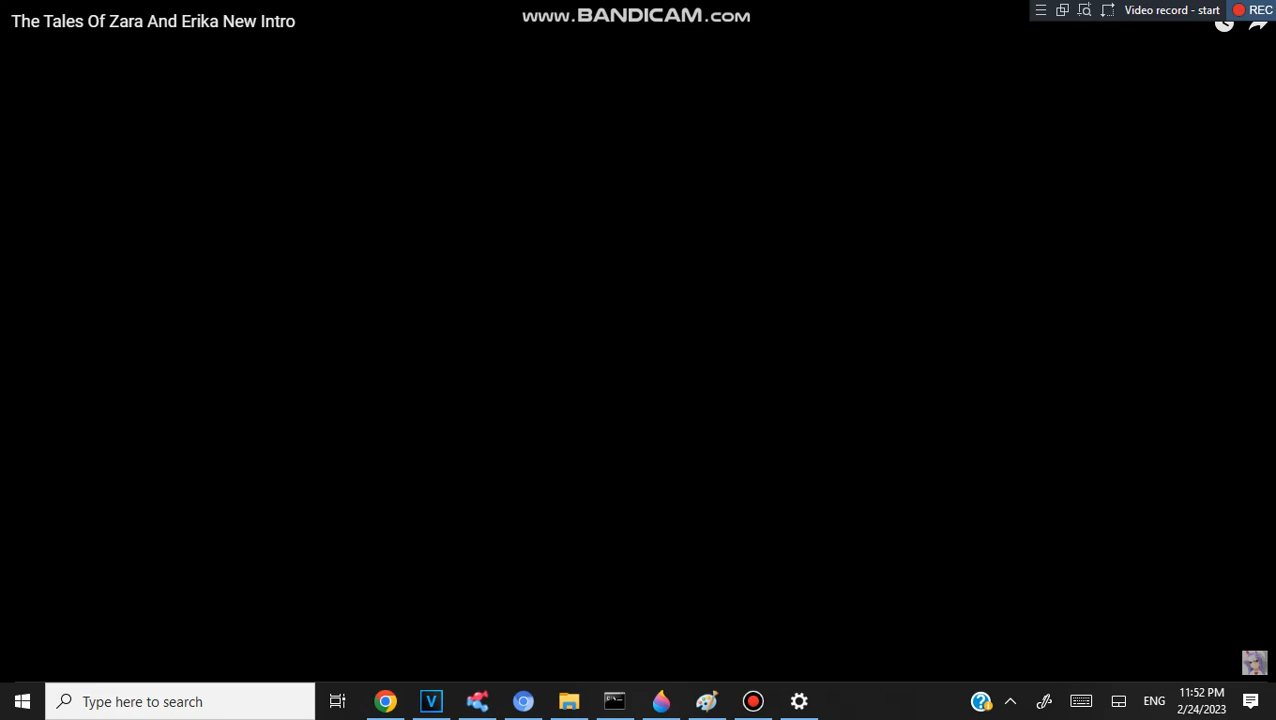 The Tales Of Zara And Erika New Intro
www.BANDICAM.com
Video record - start
REC
Type here to search
V
ENG
11:52 PM
2/24/2023